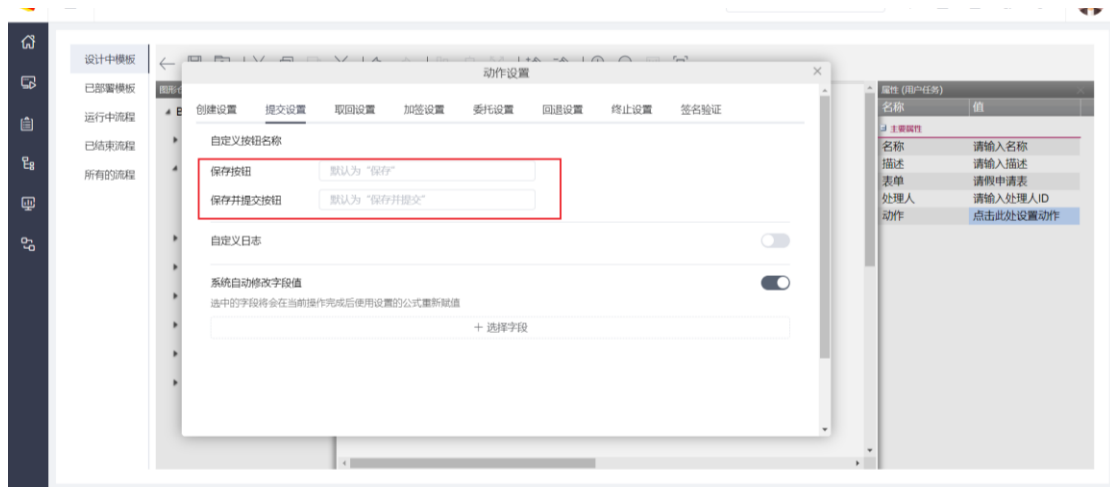 设计中模板
已部署模板
运行中流程
已结束流程
所有的流程
动作设置
创建设置 提交设置 取回设置 加签设置 委托设置 回退设置 终止设置 签名验证
自定义按钮名称
保存按钮 默认为“保存”
保存并提交按钮 默认为“保存并提交”
自定义日志
系统自动修改字段值
选中的字段将会在当前操作完成后使用设置的公式重新赋值
+ 选择字段
属性 (用户任务)
名称 值
主要属性
名称 请输入名称
描述 请输入描述
表单 请假申请表
处理人 请输入处理人ID
动作 点击此处设置动作